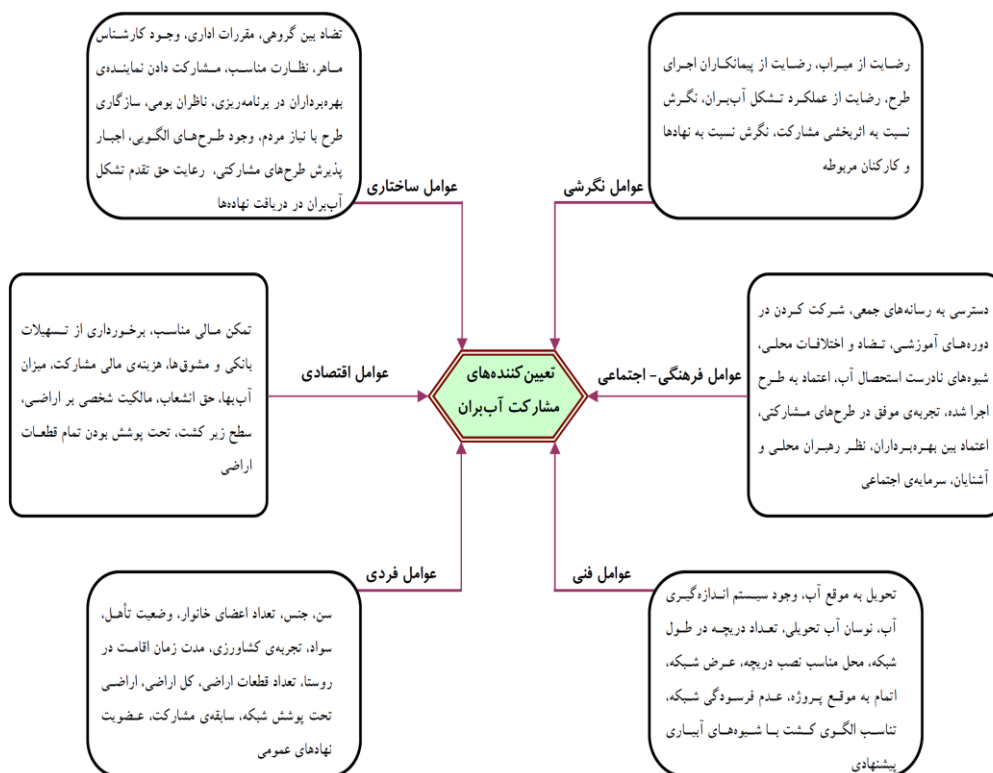 رضایت از میراب، رضایت از پیمانکاران اجرای
طرح، رضایت از عملکرد تشکل آب‌بران، نگرش
نسبت به اثربخشی مشارکت، نگرش نسبت به نهادها
و کارکنان مربوطه
عوامل نگرشی
تضاد بین گروهی، مقررات اداری، وجود کارشناس
ماهر، نظارت مناسب، مشارکت دادن نماینده‌ی
بهره‌برداران در برنامه‌ریزی، ناظران بومی، سازگاری
طرح با نیاز مردم، وجود طرح‌های الگویی، اجبار
پذیرش طرح‌های مشارکتی، رعایت حق تقدم تشکل
آب‌بران در دریافت نهاده‌ها
عوامل ساختاری
دسترسی به رسانه‌های جمعی، شرکت کردن در
دوره‌های آموزشی، تضاد و اختلافات محلی،
شیوه‌های نادرست استحصال آب، اعتماد به طرح
اجرا شده، تجربه‌ی موفق در طرح‌های مشارکتی،
اعتماد بین بهره‌برداران، نظر رهبران محلی و
آشنایان، سرمایه‌ی اجتماعی
عوامل فرهنگی- اجتماعی
تعیین‌کننده‌های
مشارکت آب‌بران
عوامل اقتصادی
تمکن مالی مناسب، برخورداری از تسهیلات
بانکی و مشوق‌ها، هزینه‌ی مالی مشارکت، میزان
آب‌بها، حق انشعاب، مالکیت شخصی بر اراضی،
سطح زیر کشت، تحت پوشش بودن تمام قطعات
اراضی
عوامل فنی
تحویل به موقع آب، وجود سیستم اندازه‌گیری
آب، نوسان آب تحویلی، تعداد دریچه در طول
شبکه، محل مناسب نصب دریچه، عرض شبکه،
اتمام به موقع پروژه، عدم فرسودگی شبکه،
تناسب الگوی کشت با شیوه‌های آبیاری
پیشنهادی
عوامل فردی
سن، جنس، تعداد اعضای خانوار، وضعیت تأهل،
سواد، تجربه‌ی کشاورزی، مدت زمان اقامت در
روستا، تعداد قطعات اراضی، کل اراضی، اراضی
تحت پوشش شبکه، سابقه‌ی مشارکت، عضویت
نهادهای عمومی